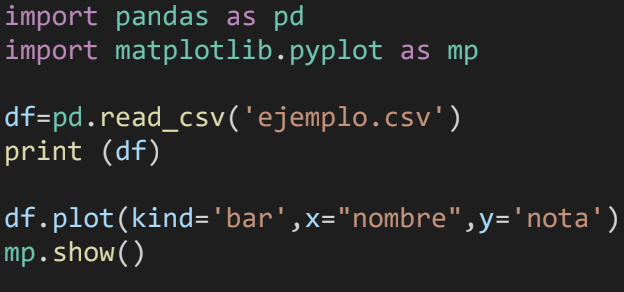 import pandas as pd
import matplotlib.pyplot as mp
df=pd.read_csv('ejemplo.csv')
print (df)
df.plot(kind='bar',x="nombre",y='nota')
mp.show()